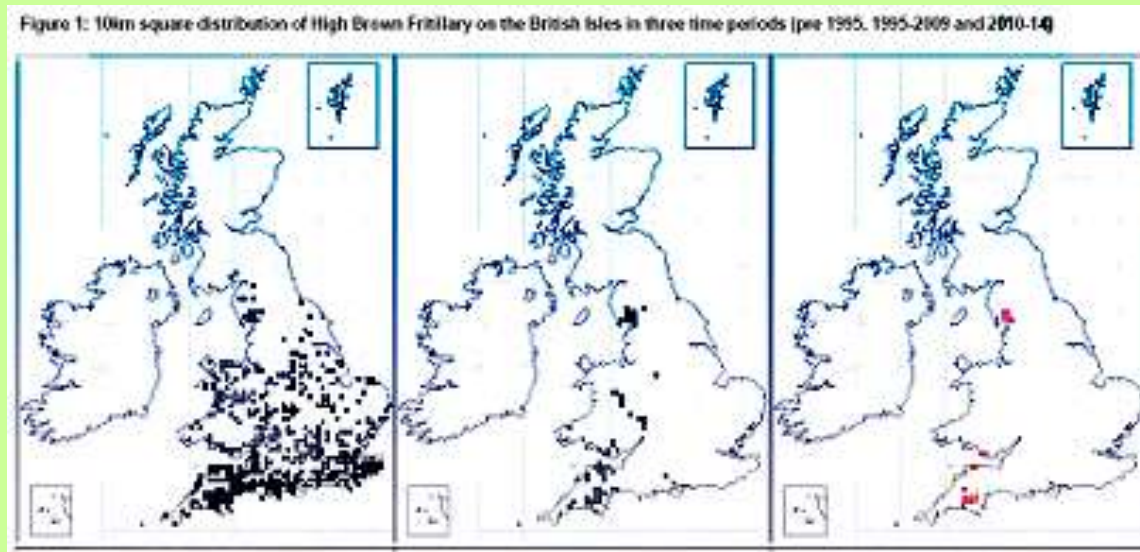 Figure 1: 10km square distribution of High Brown Fritillary on the British Isles in three time periods (pre 1995, 1995-2009 and 2010-14)